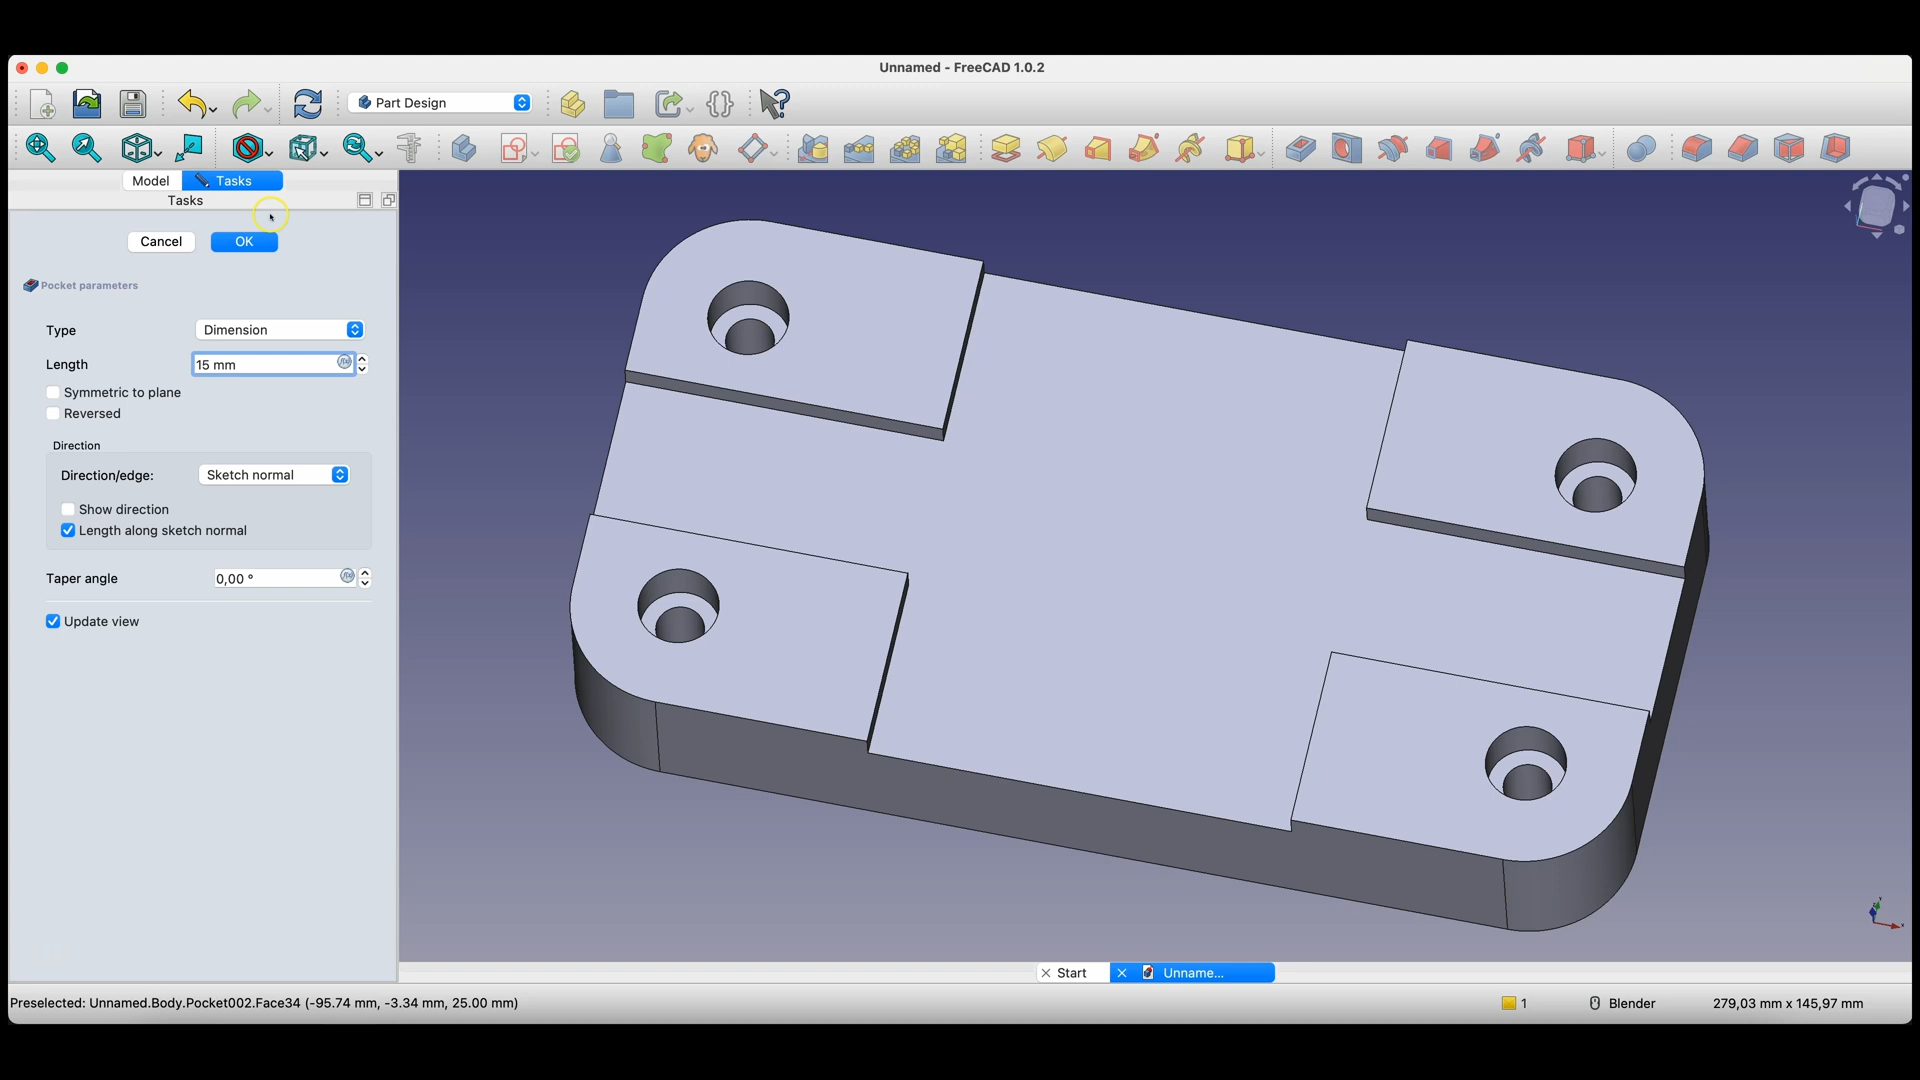 Unnamed - FreeCAD 1.0.2
Part Design
Model
Tasks
Tasks
Cancel
OK
Pocket parameters
Type
Dimension
Length
15 mm
Symmetric to plane
Reversed
Direction
Direction/edge:
Sketch normal
Show direction
Length along sketch normal
Taper angle
0,00 °
Update view
Start
Unname...
Preselected: Unnamed.Body.Pocket002.Face34 (-95.74 mm, -3.34 mm, 25.00 mm)
1
Blender
279,03 mm x 145,97 mm